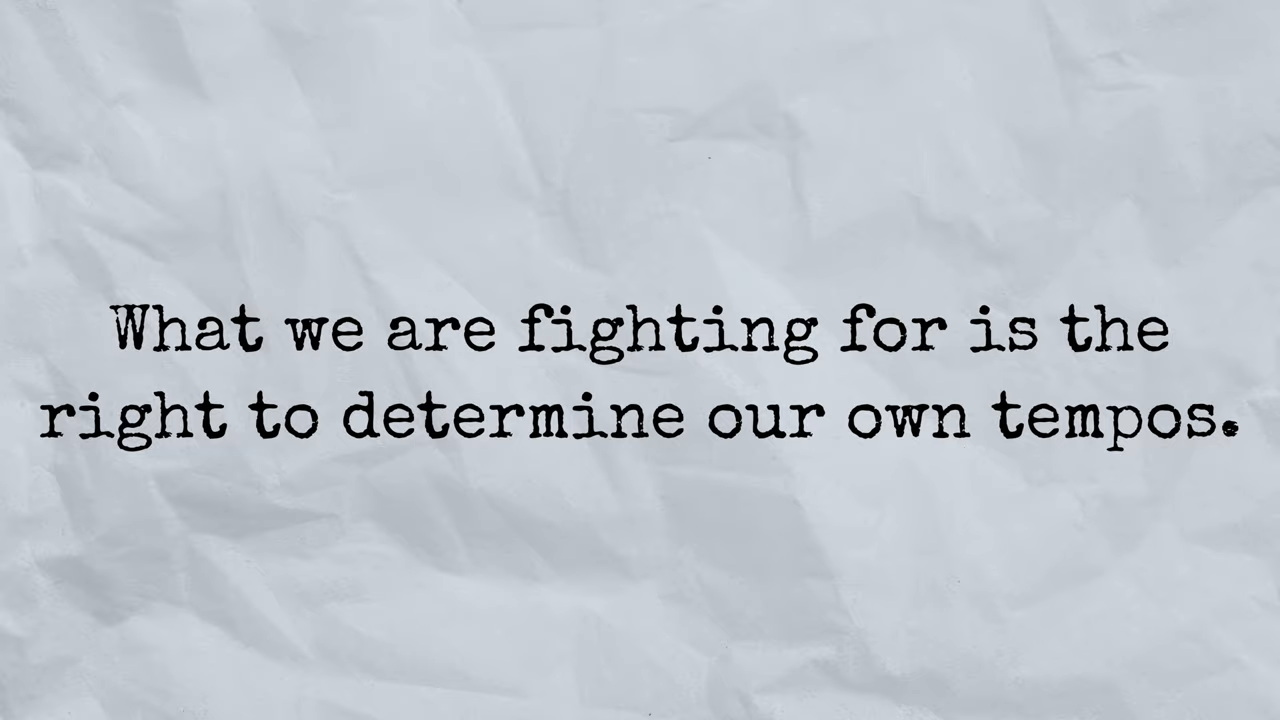 What we are fighting for is the
right to determine our own tempos.